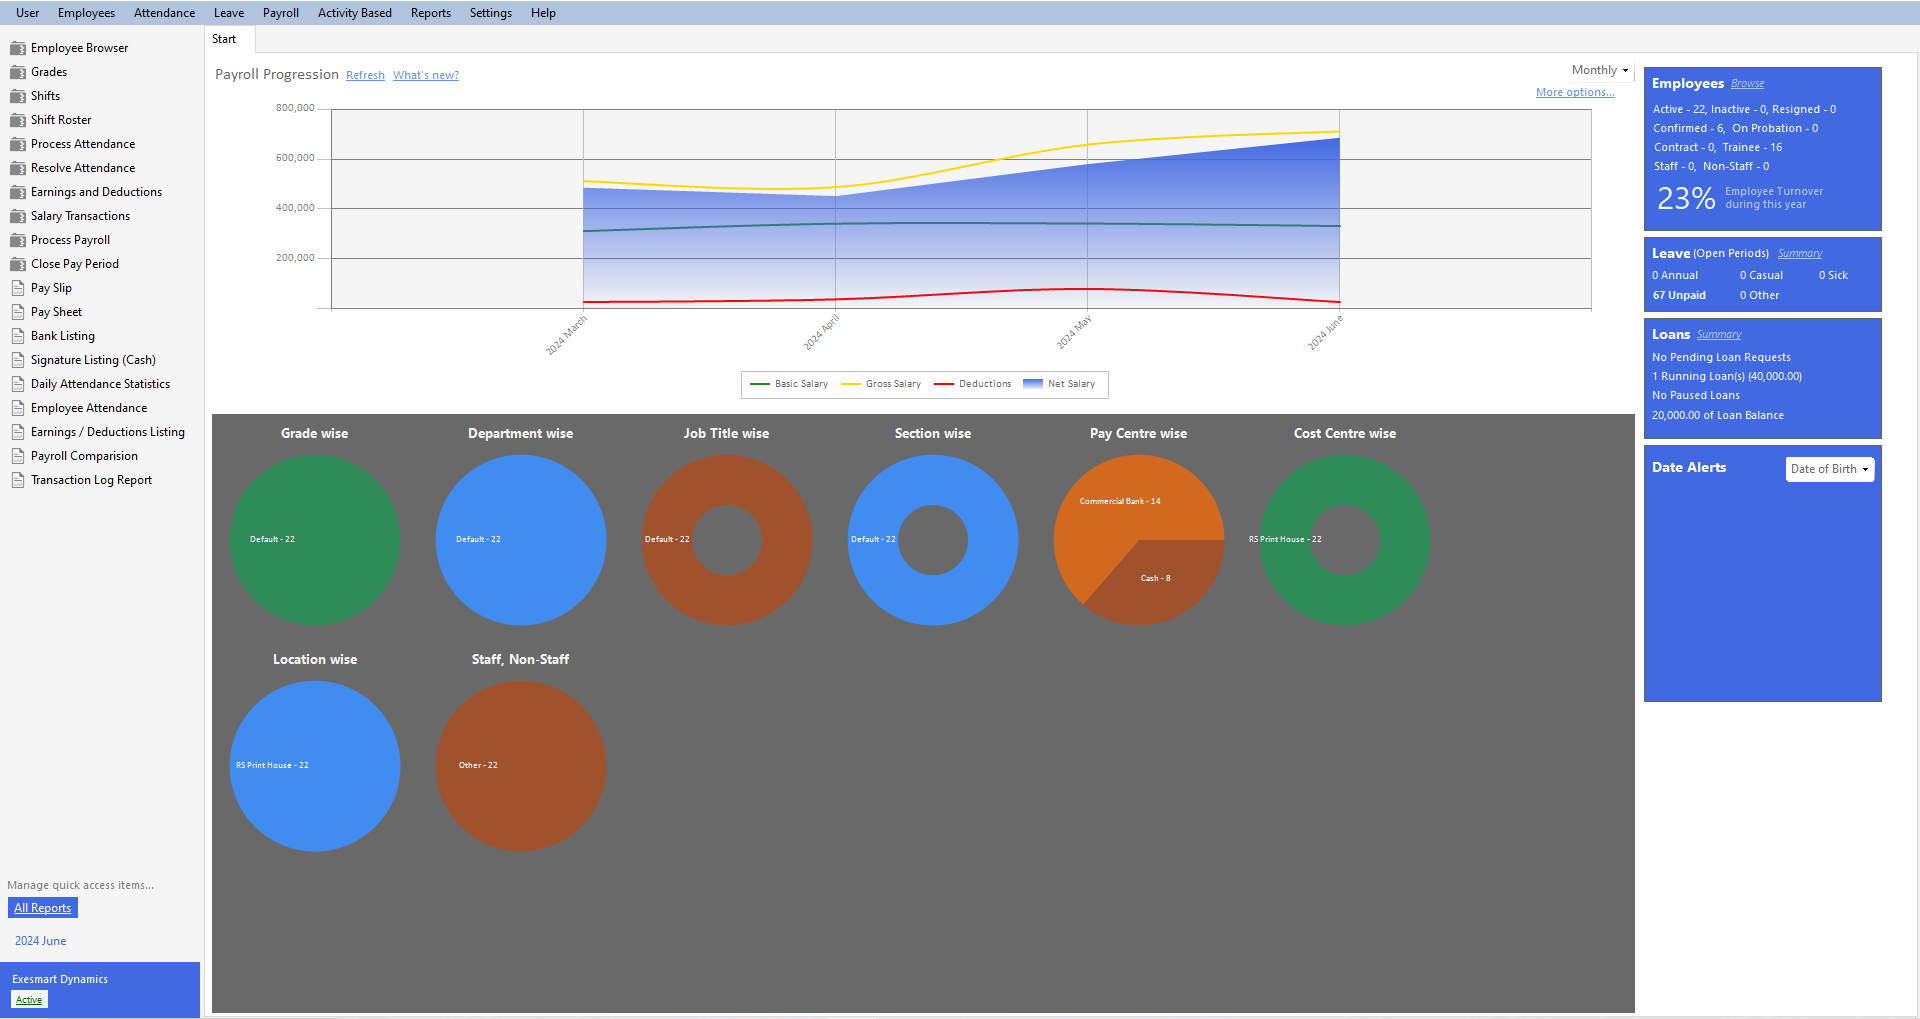 User Employees Attendance Leave Payroll Activity Based Reports Settings Help
Employee Browser
Grades
Shifts
Shift Roster
Process Attendance
Resolve Attendance
Earnings and Deductions
Salary Transactions
Process Payroll
Close Pay Period
Pay Slip
Pay Sheet
Bank Listing
Signature Listing (Cash)
Daily Attendance Statistics
Employee Attendance
Earnings / Deductions Listing
Payroll Comparision
Transaction Log Report
Manage quick access items...
All Reports
2024 June
Exesmart Dynamics
Active
Start
Payroll Progression Refresh What's new?
Monthly
More options...
800,000
600,000
400,000
200,000
2024 March
2024 April
2024 May
2024 June
Basic Salary Gross Salary Deductions Net Salary
Grade wise
Default - 22
Department wise
Default - 22
Job Title wise
Default - 22
Section wise
Default - 22
Pay Centre wise
Commercial Bank - 14
Cash - 8
Cost Centre wise
RS Print House - 22
Location wise
RS Print House - 22
Staff, Non-Staff
Other - 22
Employees Browse
Active - 22, Inactive - 0, Resigned - 0
Confirmed - 6, On Probation - 0
Contract - 0, Trainee - 16
Staff - 0, Non-Staff - 0
23% Employee Turnover
during this year
Leave (Open Periods) Summary
0 Annual 0 Casual 0 Sick
67 Unpaid 0 Other
Loans Summary
No Pending Loan Requests
1 Running Loan(s) (40,000.00)
No Paused Loans
20,000.00 of Loan Balance
Date Alerts Date of Birth